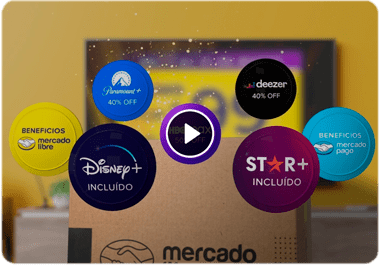 Paramount+
40% OFF
deezer
40% OFF
BENEFICIOS
mercado
libre
BENEFICIOS
mercado
pago
Disney+
INCLUÍDO
STAR+
INCLUÍDO
mercado